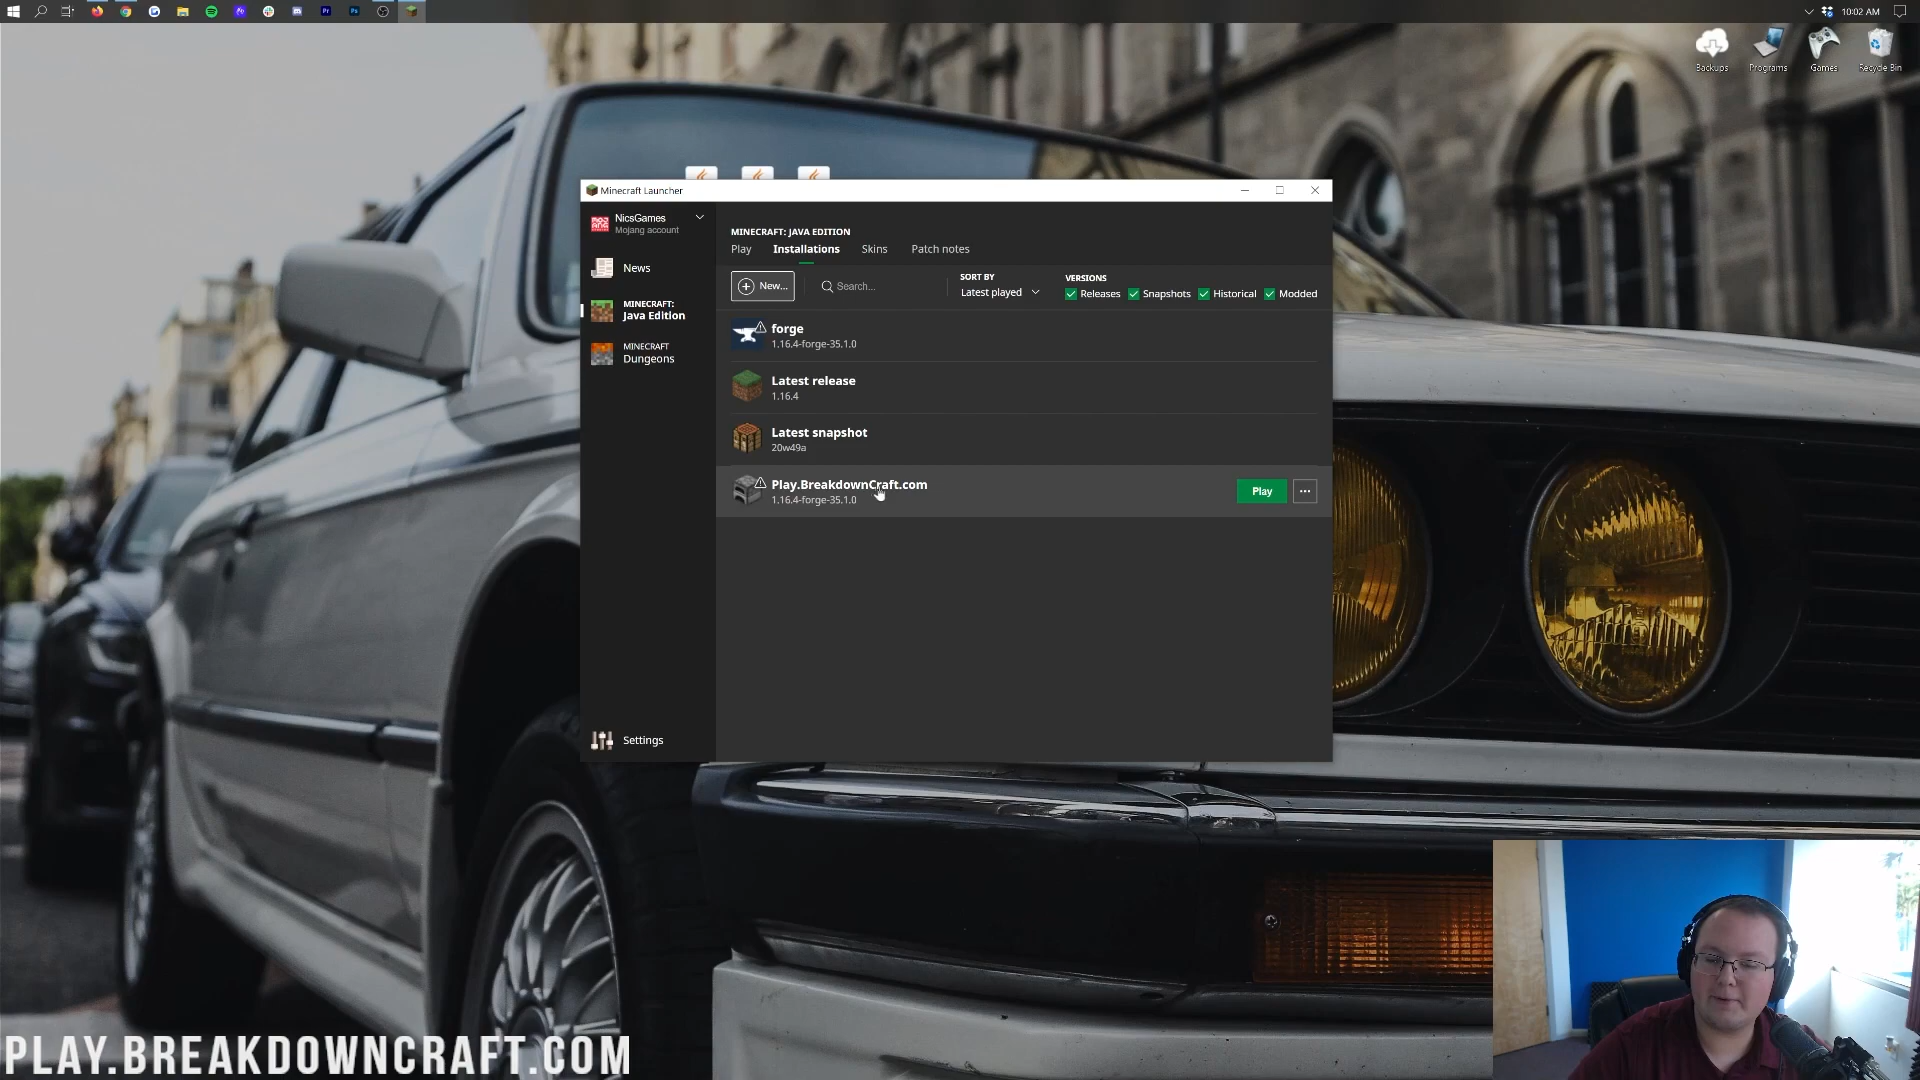 10:02 AM
Backups
Programs
Games
Recycle Bin
Minecraft Launcher
NicsGames
Mojang account
News
MINECRAFT:
Java Edition
MINECRAFT
Dungeons
Settings
MINECRAFT: JAVA EDITION
Play
Installations
Skins
Patch notes
New...
Search...
SORT BY
Latest played
VERSIONS
Releases
Snapshots
Historical
Modded
forge
1.16.4-forge-35.1.0
Latest release
1.16.4
Latest snapshot
20w49a
Play.BreakdownCraft.com
1.16.4-forge-35.1.0
Play
PLAY.BREAKDOWNCRAFT.COM